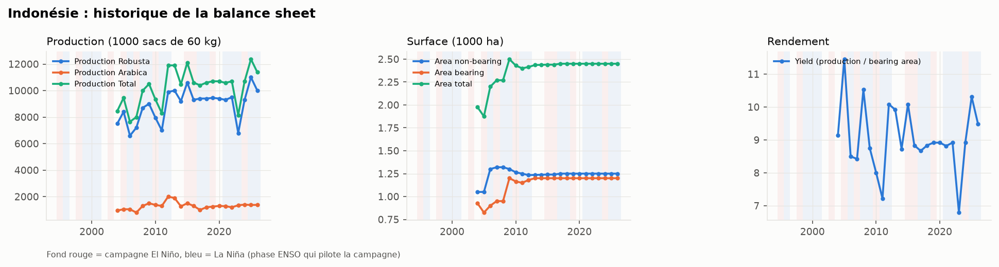 Indonésie : historique de la balance sheet
Production (1000 sacs de 60 kg)
Production Robusta
Production Arabica
Production Total
12000
10000
8000
6000
4000
2000
2000
2010
2020
Surface (1000 ha)
Area non-bearing
Area bearing
Area total
2.50
2.25
2.00
1.75
1.50
1.25
1.00
0.75
2000
2010
2020
Rendement
Yield (production / bearing area)
11
10
9
8
7
2000
2010
2020
Fond rouge = campagne El Niño, bleu = La Niña (phase ENSO qui pilote la campagne)